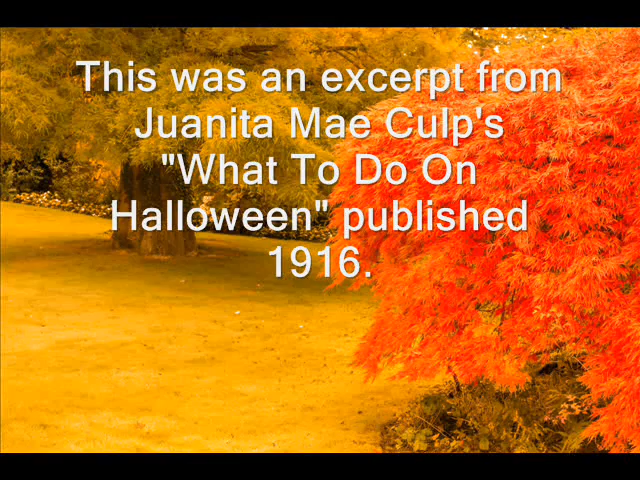 This was an excerpt from
Juanita Mae Culp's
"What To Do On
Halloween" published
1916.